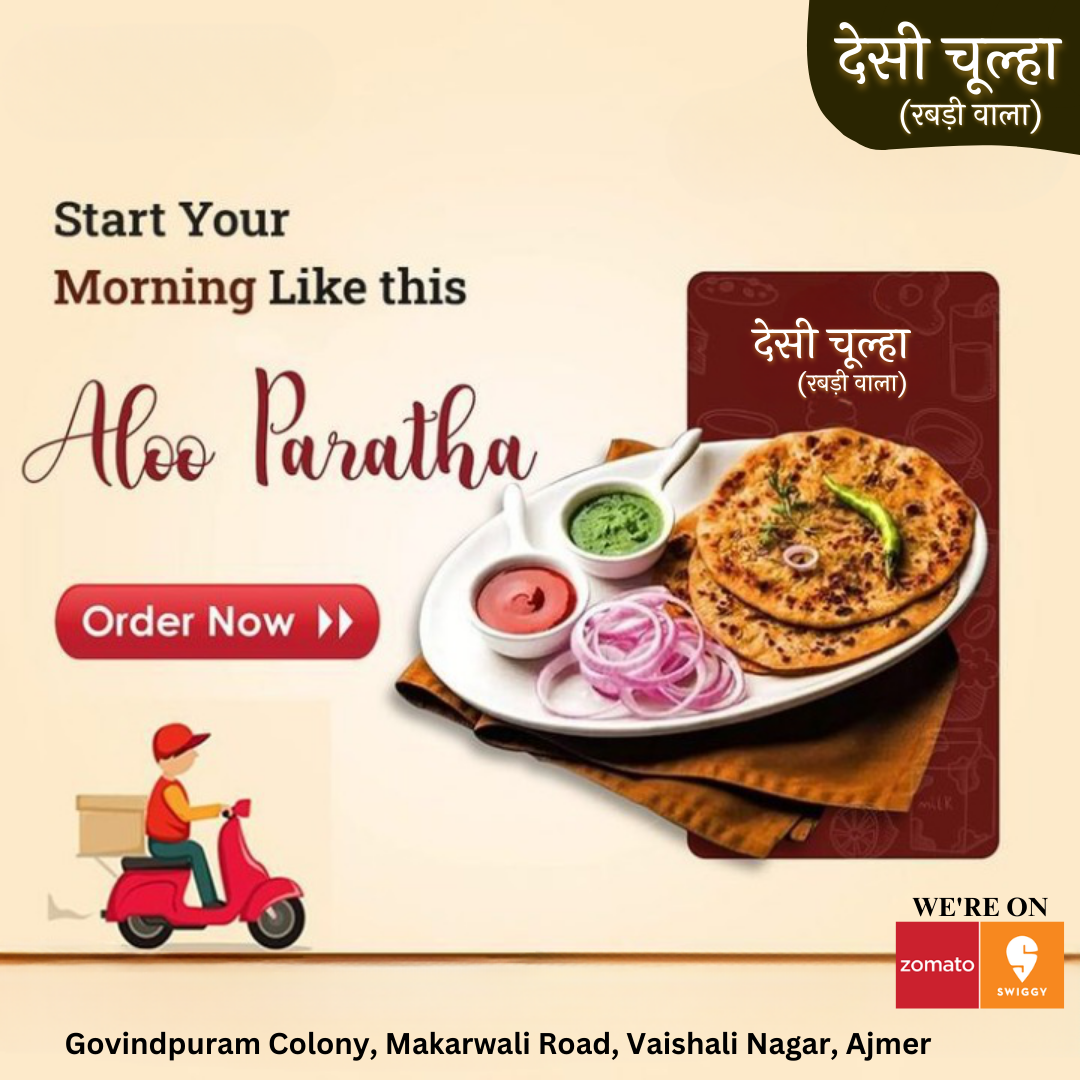 देसी चूल्हा
(रबड़ी वाला)
Start Your
Morning Like this
Aloo Paratha
Order Now
देसी चूल्हा
(रबड़ी वाला)
MILK
WE'RE ON
zomato
SWIGGY
Govindpuram Colony, Makarwali Road, Vaishali Nagar, Ajmer